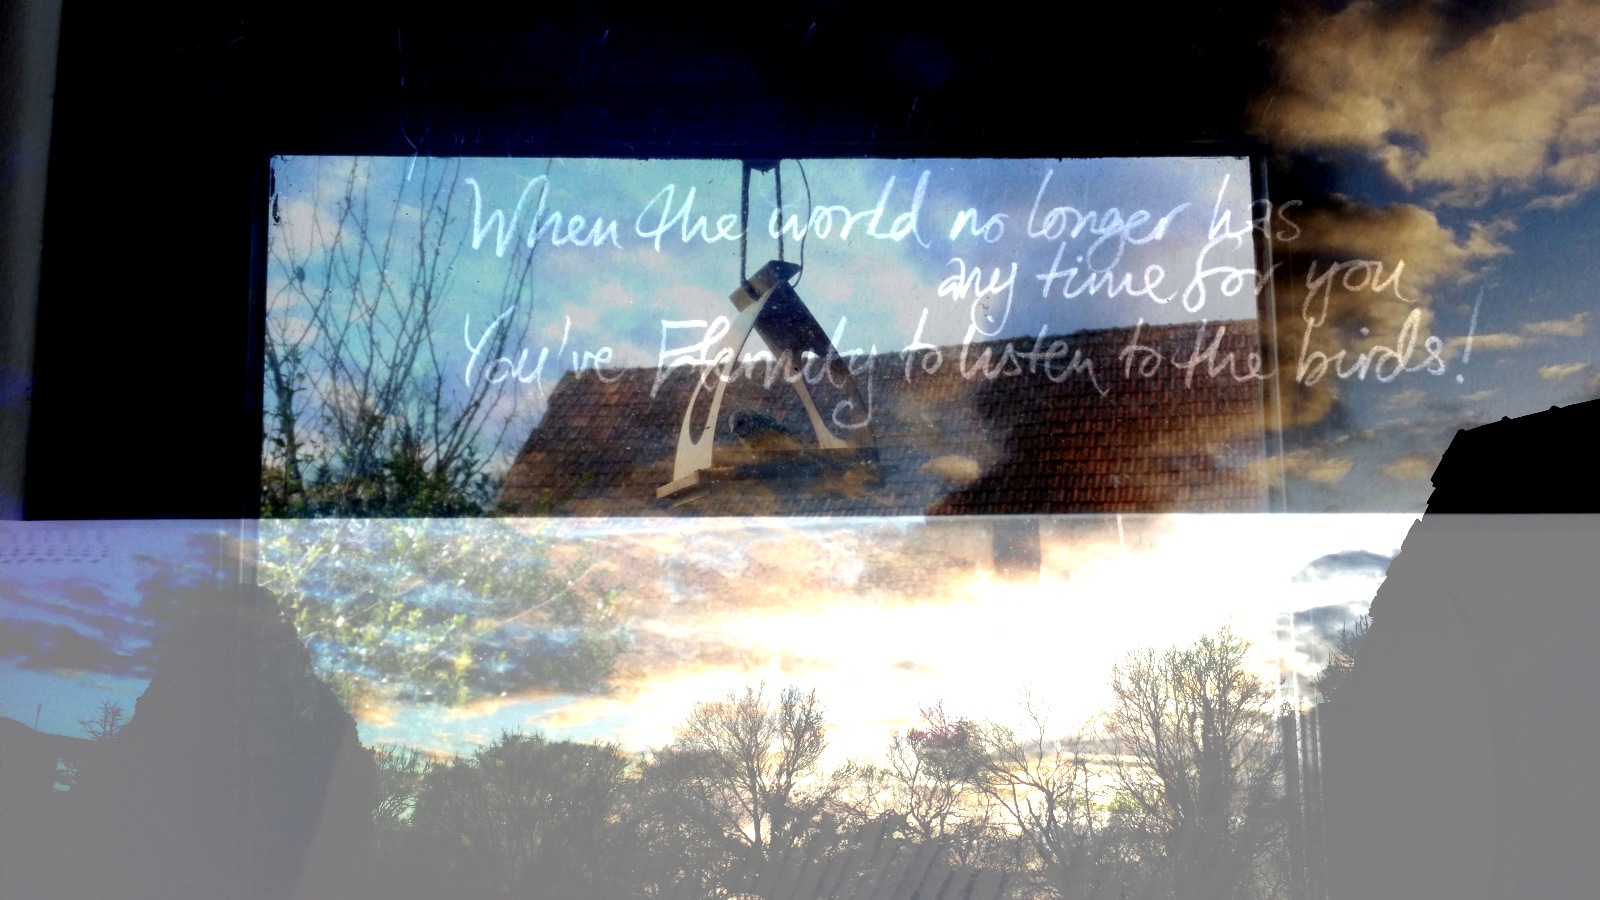 When the world no longer has
any time for you
You've Eternity to listen to the birds!